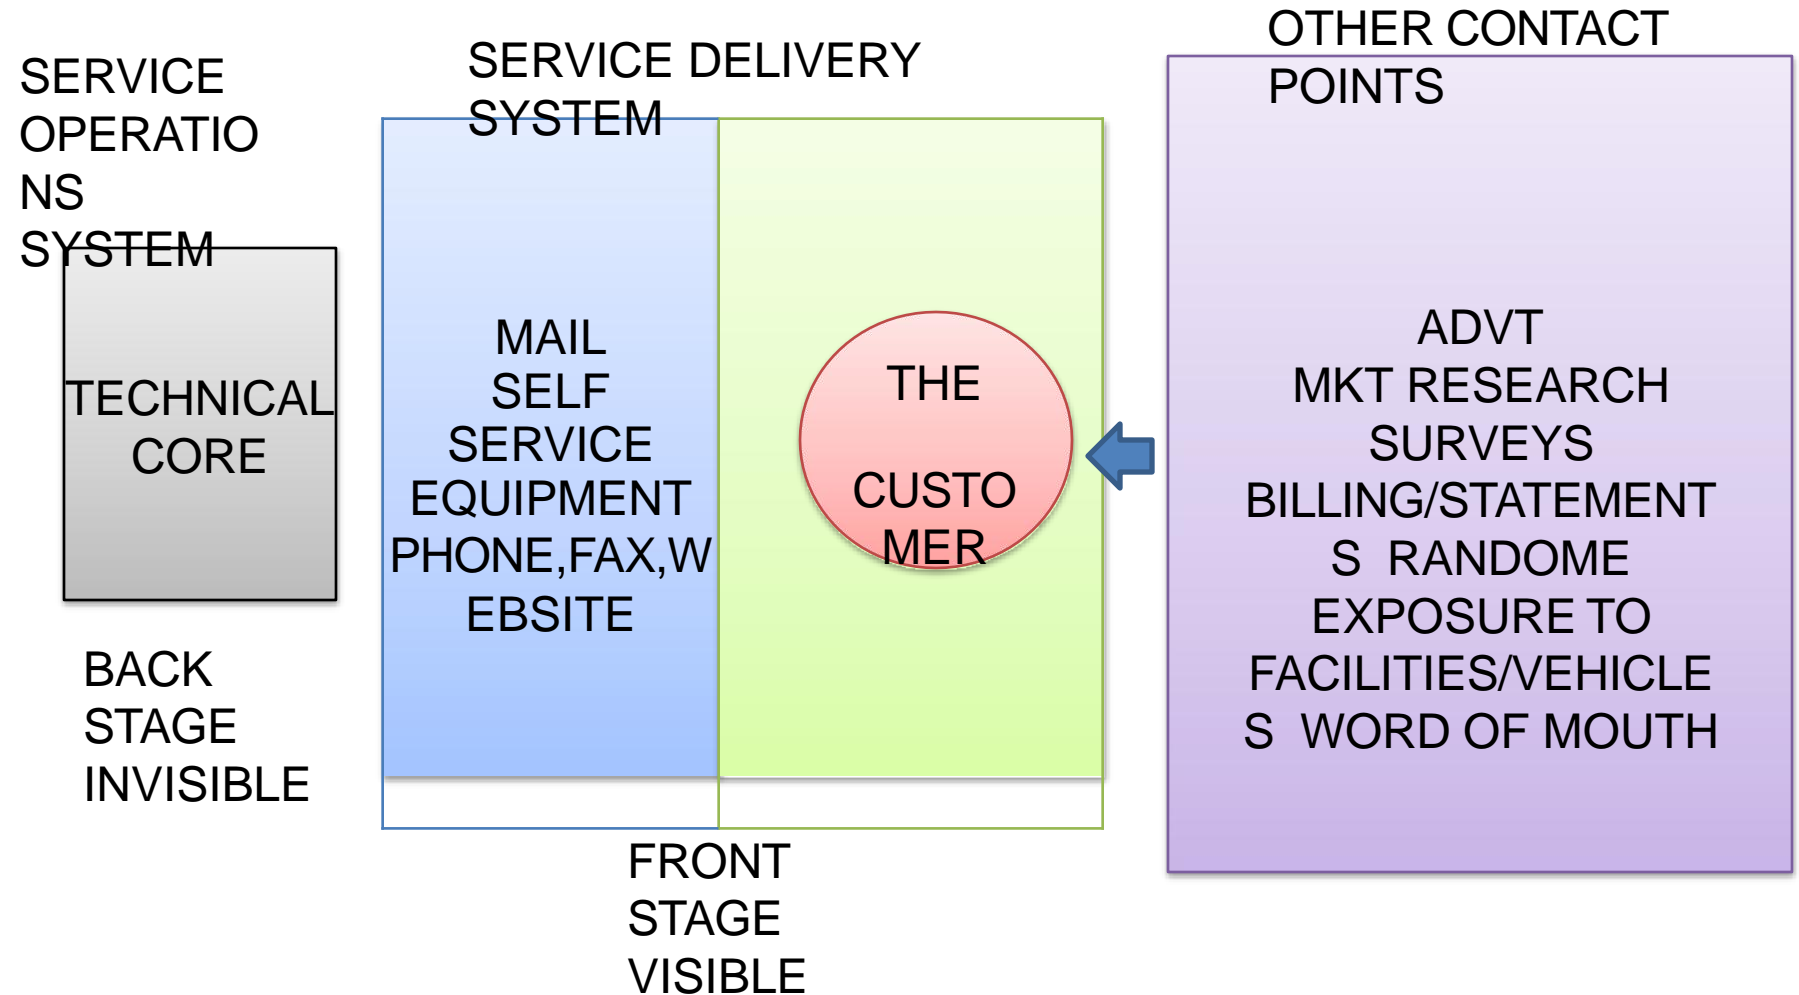 SERVICE
OPERATIO
NS
SYSTEM
TECHNICAL
CORE
BACK
STAGE
INVISIBLE
SERVICE DELIVERY
SYSTEM
MAIL
SELF
SERVICE
EQUIPMENT
PHONE,FAX,W
EBSITE
THE
CUSTO
MER
FRONT
STAGE
VISIBLE
OTHER CONTACT
POINTS
ADVT
MKT RESEARCH
SURVEYS
BILLING/STATEMENT
S RANDOME
EXPOSURE TO
FACILITIES/VEHICLE
S WORD OF MOUTH